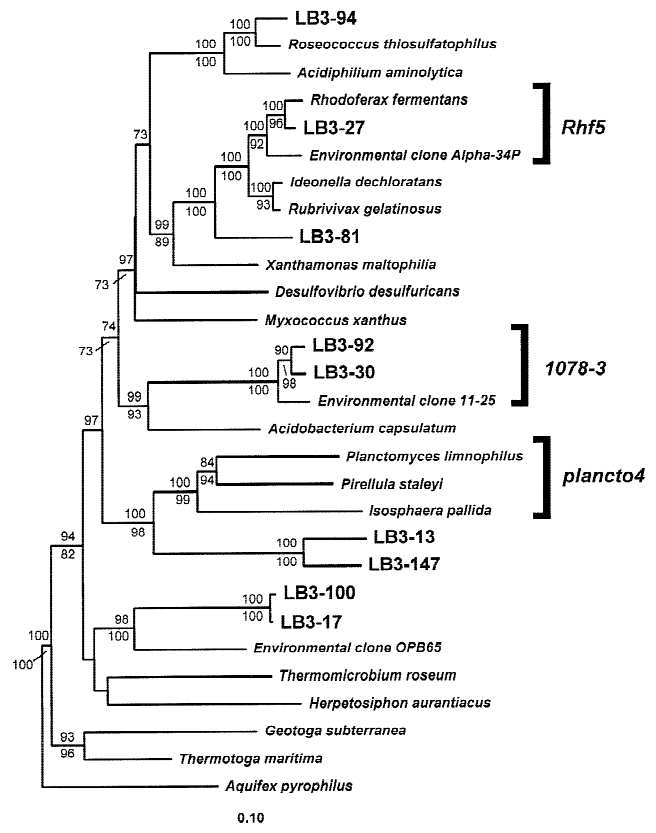 LB3-94
100
100
100
100
Roseococcus thiosulfatophilus
Acidiphilium aminolytica
100
Rhodoferax fermentans
96
LB3-27
Rhf5
100
92
73
Environmental clone Alpha-34P
100
100
Ideonella dechloratans
100
93
Rubrivivax gelatinosus
100
100
99
89
LB3-81
97
73
Xanthamonas maltophilia
Desulfovibrio desulfuricans
Myxococcus xanthus
74
73
90
LB3-92
98
LB3-30
1078-3
100
100
Environmental clone 11-25
99
93
Acidobacterium capsulatum
97
Planctomyces limnophilus
84
94
Pirellula staleyi
plancto4
100
99
Isosphaera pallida
100
98
LB3-13
100
100
LB3-147
94
82
LB3-100
100
100
LB3-17
98
100
Environmental clone OPB65
100
100
Thermomicrobium roseum
Herpetosiphon aurantiacus
Geotoga subterranea
93
96
Thermotoga maritima
Aquifex pyrophilus
0,10